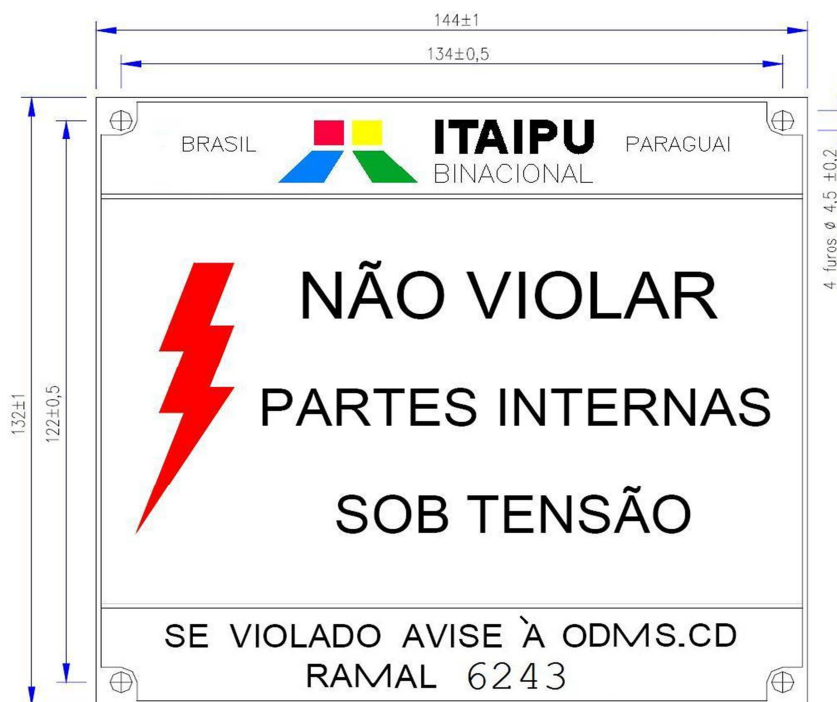 144±1
134±0,5
BRASIL
ITAIPU
BINACIONAL
PARAGUAI
4 furos ø 4,5 ±0,2
132±1
122±0,5
NÃO VIOLAR
PARTES INTERNAS
SOB TENSÃO
SE VIOLADO AVISE À ODMS.CD
RAMAL 6243